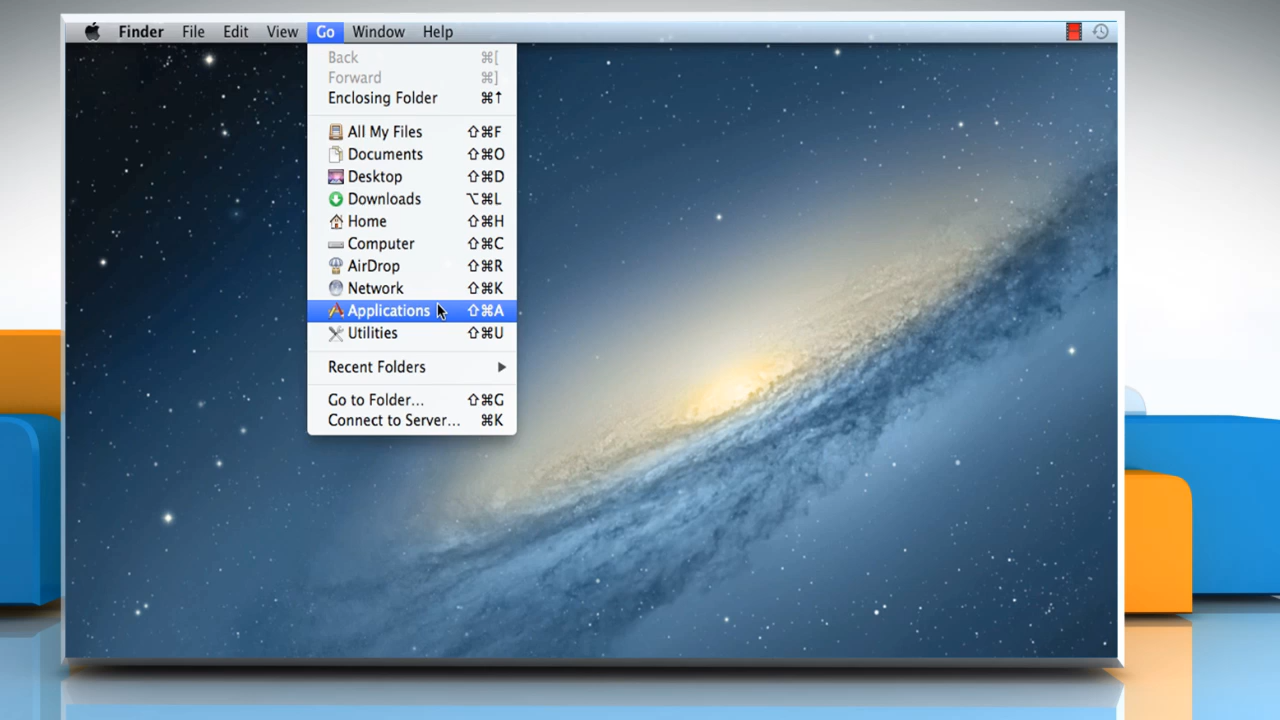 Finder File Edit View Go Window Help
Back ⌘[
Forward ⌘]
Enclosing Folder ⌘↑
All My Files ⇧⌘F
Documents ⇧⌘O
Desktop ⇧⌘D
Downloads ⌥⌘L
Home ⇧⌘H
Computer ⇧⌘C
AirDrop ⇧⌘R
Network ⇧⌘K
Applications ⇧⌘A
Utilities ⇧⌘U
Recent Folders
Go to Folder... ⇧⌘G
Connect to Server... ⌘K